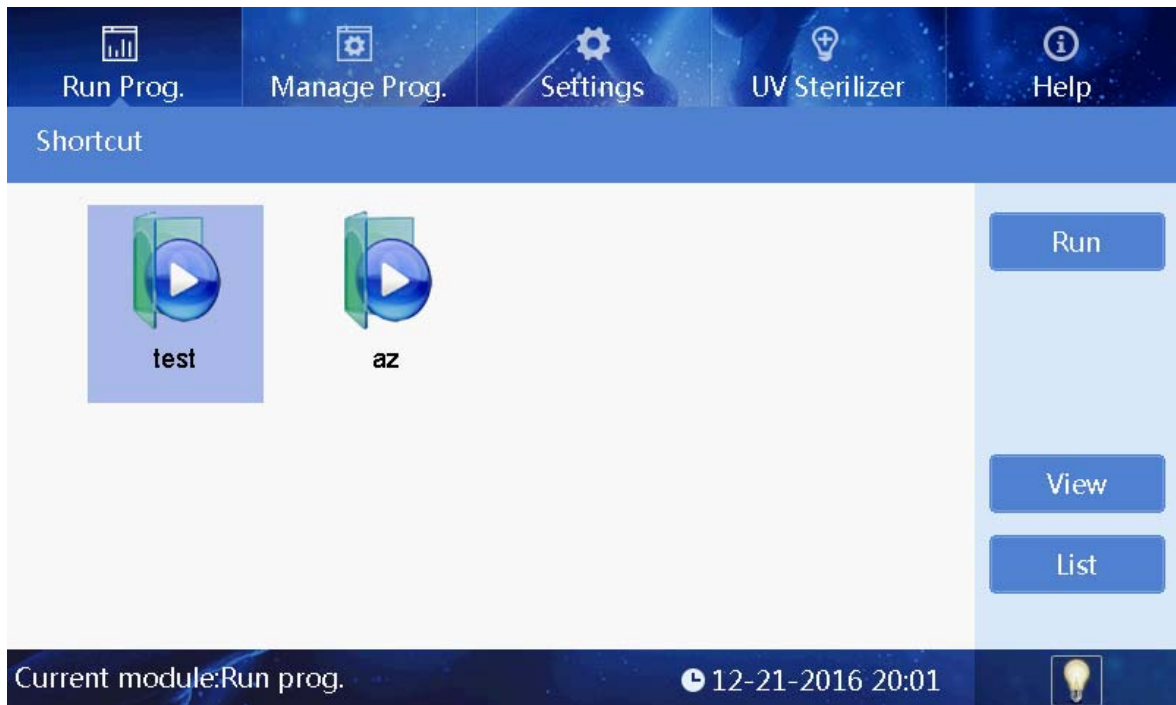 Run Prog. Manage Prog. Settings UV Sterilizer Help
Shortcut
Run
test az
View
List
Current module:Run prog. 12-21-2016 20:01